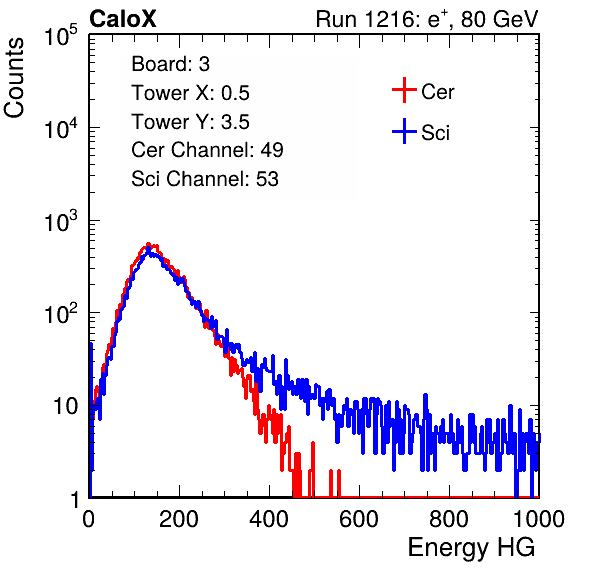 CaloX Run 1216: e⁺, 80 GeV
Counts
10⁵
10⁴
10³
10²
10
1
Board: 3
Tower X: 0.5
Tower Y: 3.5
Cer Channel: 49
Sci Channel: 53
Cer
Sci
0 200 400 600 800 1000
Energy HG